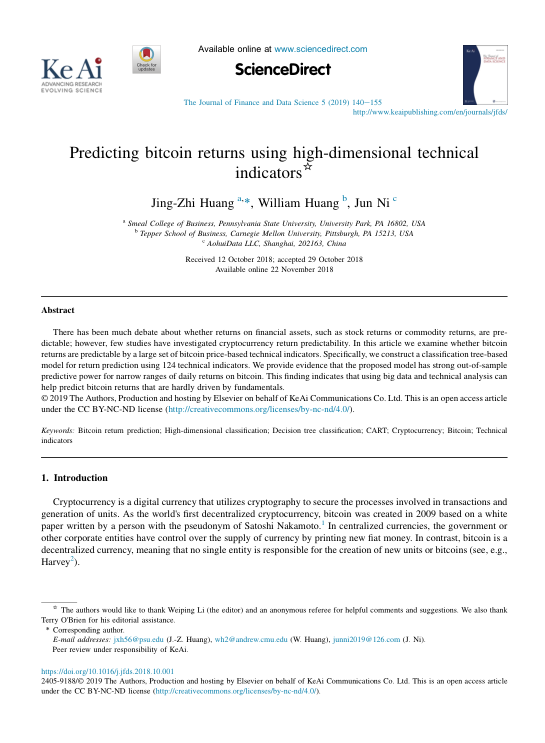 Available online at www.sciencedirect.com
Ke Ai
ADVANCING RESEARCH
EVOLVING SCIENCE
Check for
updates
ScienceDirect
The Journal of Finance and Data Science 5 (2019) 140–155
http://www.keaipublishing.com/en/journals/jfds/
Predicting bitcoin returns using high-dimensional technical
indicators☆
Jing-Zhi Huang a,*, William Huang b, Jun Ni c
a Smeal College of Business, Pennsylvania State University, University Park, PA 16802, USA
b Tepper School of Business, Carnegie Mellon University, Pittsburgh, PA 15213, USA
c AohuiData LLC, Shanghai, 202163, China
Received 12 October 2018; accepted 29 October 2018
Available online 22 November 2018
Abstract
There has been much debate about whether returns on financial assets, such as stock returns or commodity returns, are pre-
dictable; however, few studies have investigated cryptocurrency return predictability. In this article we examine whether bitcoin
returns are predictable by a large set of bitcoin price-based technical indicators. Specifically, we construct a classification tree-based
model for return prediction using 124 technical indicators. We provide evidence that the proposed model has strong out-of-sample
predictive power for narrow ranges of daily returns on bitcoin. This finding indicates that using big data and technical analysis can
help predict bitcoin returns that are hardly driven by fundamentals.
© 2019 The Authors, Production and hosting by Elsevier on behalf of KeAi Communications Co. Ltd. This is an open access article
under the CC BY-NC-ND license (http://creativecommons.org/licenses/by-nc-nd/4.0/).
Keywords: Bitcoin return prediction; High-dimensional classification; Decision tree classification; CART; Cryptocurrency; Bitcoin; Technical
indicators
1. Introduction
Cryptocurrency is a digital currency that utilizes cryptography to secure the processes involved in transactions and
generation of units. As the world's first decentralized cryptocurrency, bitcoin was created in 2009 based on a white
paper written by a person with the pseudonym of Satoshi Nakamoto.1 In centralized currencies, the government or
other corporate entities have control over the supply of currency by printing new fiat money. In contrast, bitcoin is a
decentralized currency, meaning that no single entity is responsible for the creation of new units or bitcoins (see, e.g.,
Harvey2).
☆ The authors would like to thank Weiping Li (the editor) and an anonymous referee for helpful comments and suggestions. We also thank
Terry O'Brien for his editorial assistance.
* Corresponding author.
E-mail addresses: jxh56@psu.edu (J.-Z. Huang), wh2@andrew.cmu.edu (W. Huang), junni2019@126.com (J. Ni).
Peer review under responsibility of KeAi.
https://doi.org/10.1016/j.jfds.2018.10.001
2405-9188/© 2019 The Authors, Production and hosting by Elsevier on behalf of KeAi Communications Co. Ltd. This is an open access article
under the CC BY-NC-ND license (http://creativecommons.org/licenses/by-nc-nd/4.0/).